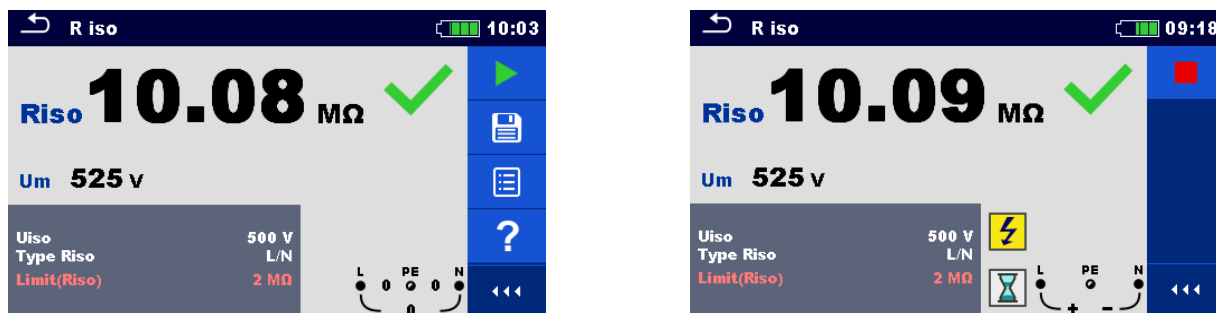 R iso 10:03
Riso 10.08 MΩ
Um 525 V
Uiso 500 V
Type Riso L/N
Limit(Riso) 2 MΩ
?
L PE N
0 0
0
R iso 09:18
Riso 10.09 MΩ
Um 525 V
Uiso 500 V
Type Riso L/N
Limit(Riso) 2 MΩ
L PE N
+ -